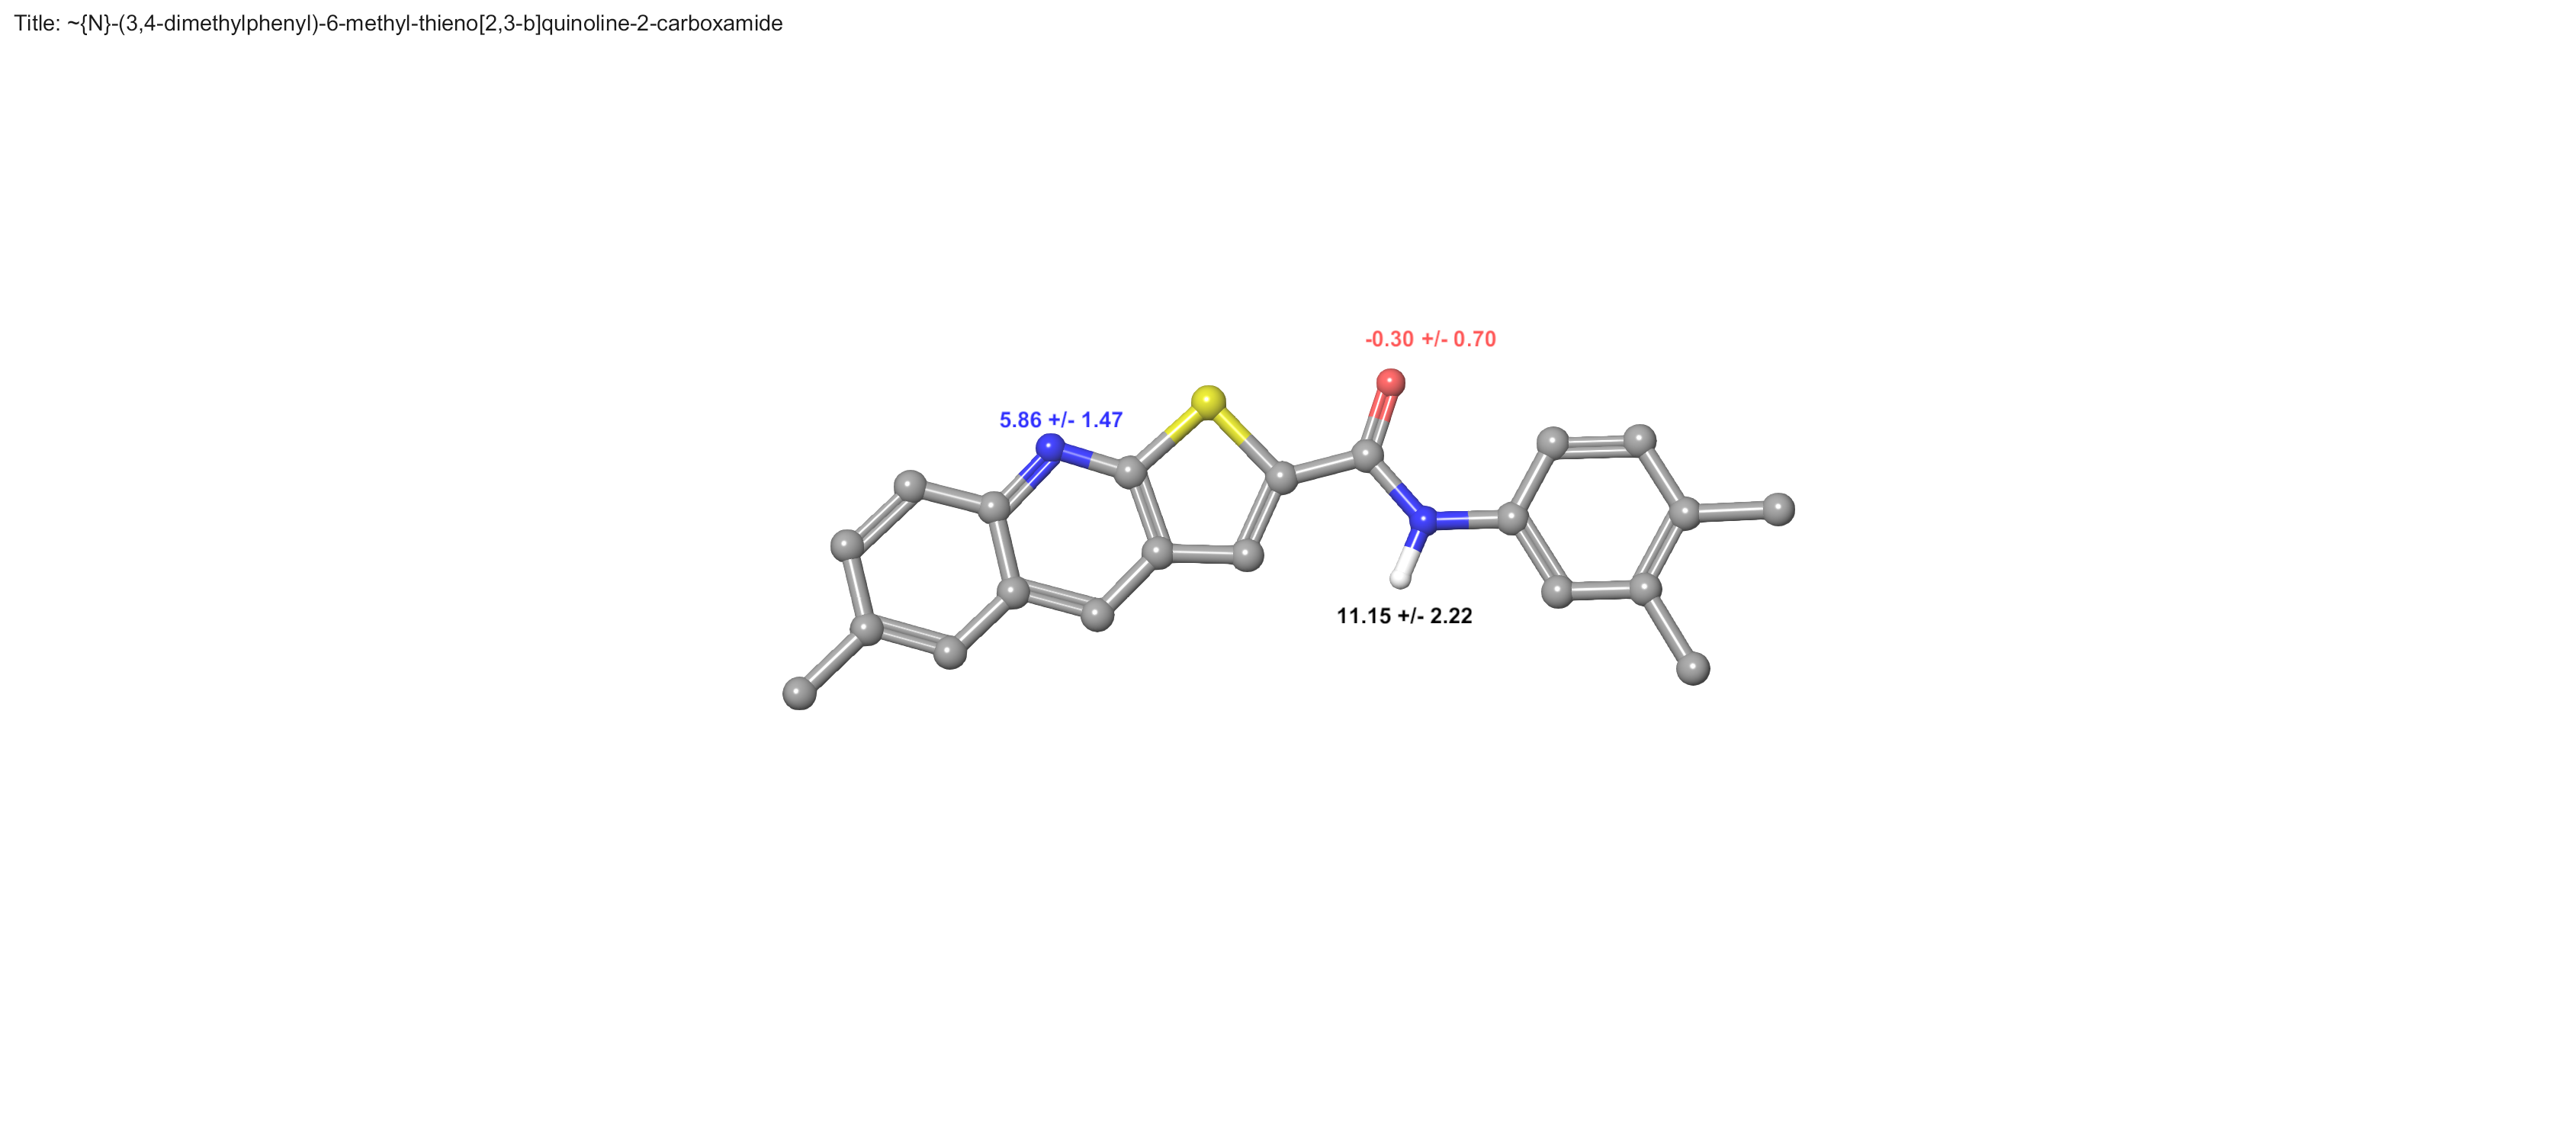 Title: ~{N}-(3,4-dimethylphenyl)-6-methyl-thieno[2,3-b]quinoline-2-carboxamide
-0.30 +/- 0.70
5.86 +/- 1.47
11.15 +/- 2.22